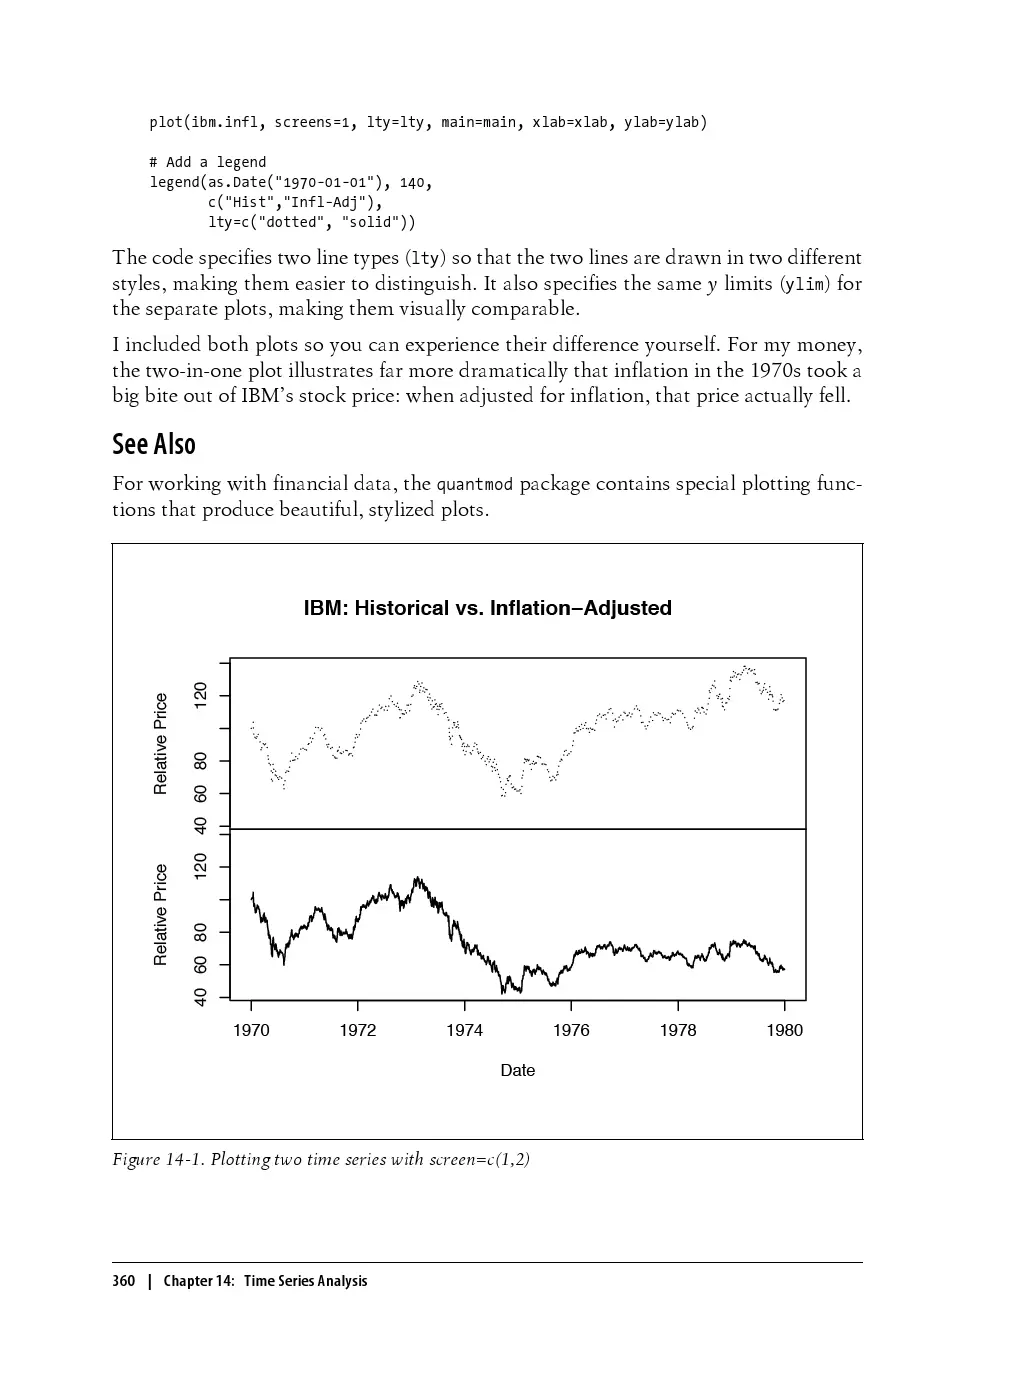 plot(ibm.infl, screens=1, lty=lty, main=main, xlab=xlab, ylab=ylab)
# Add a legend
legend(as.Date("1970-01-01"), 140,
       c("Hist","Infl-Adj"),
       lty=c("dotted", "solid"))
The code specifies two line types (lty) so that the two lines are drawn in two different
styles, making them easier to distinguish. It also specifies the same y limits (ylim) for
the separate plots, making them visually comparable.
I included both plots so you can experience their difference yourself. For my money,
the two-in-one plot illustrates far more dramatically that inflation in the 1970s took a
big bite out of IBM’s stock price: when adjusted for inflation, that price actually fell.
See Also
For working with financial data, the quantmod package contains special plotting func-
tions that produce beautiful, stylized plots.
IBM: Historical vs. Inflation−Adjusted
Relative Price
120
80
60
40
Relative Price
120
80
60
40
1970 1972 1974 1976 1978 1980
Date
Figure 14-1. Plotting two time series with screen=c(1,2)
360 | Chapter 14: Time Series Analysis